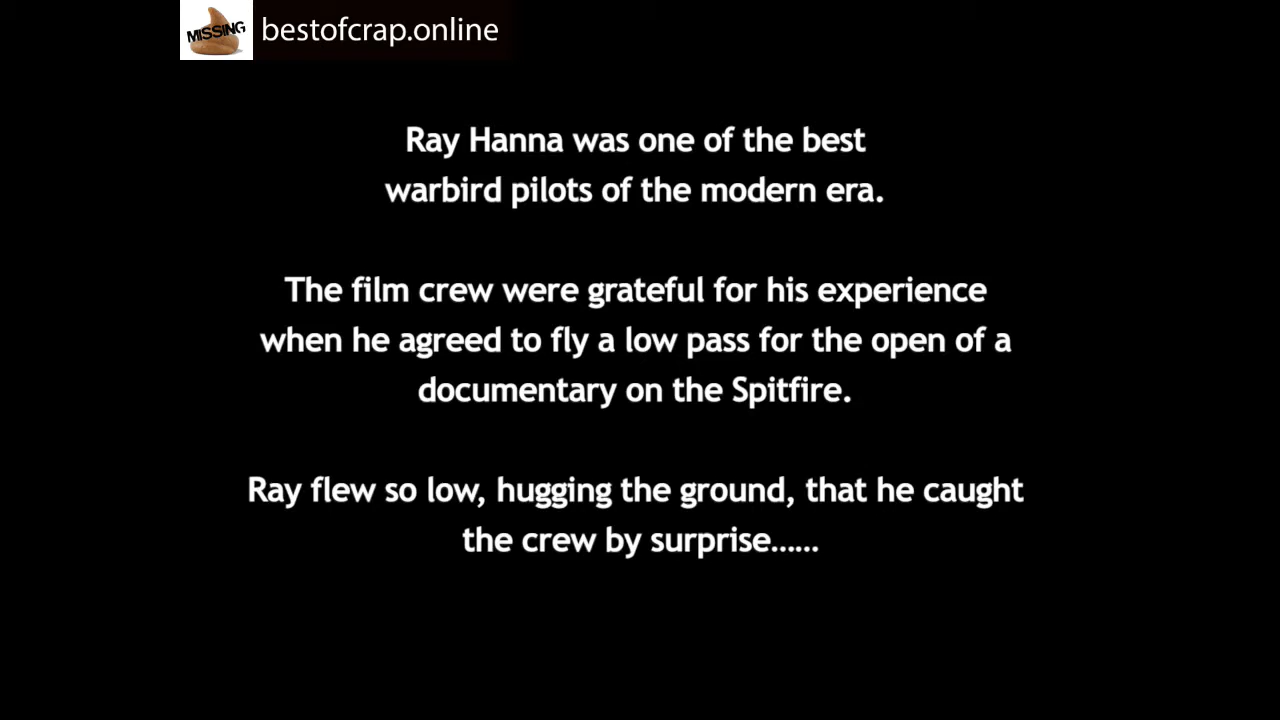 MISSING
bestofcrap.online
Ray Hanna was one of the best
warbird pilots of the modern era.
The film crew were grateful for his experience
when he agreed to fly a low pass for the open of a
documentary on the Spitfire.
Ray flew so low, hugging the ground, that he caught
the crew by surprise......